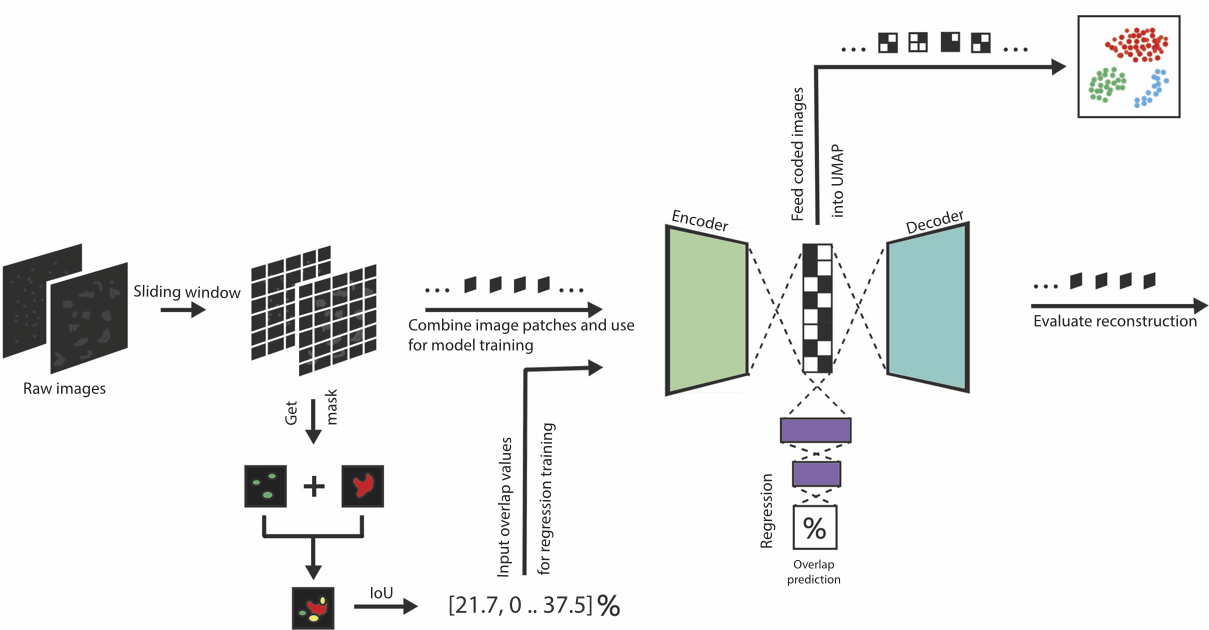 Feed coded images
into UMAP
Encoder
Decoder
Raw images
Sliding window
Combine image patches and use
for model training
Evaluate reconstruction
Get
mask
+
IoU
[21.7, 0 .. 37.5] %
Input overlap values
for regression training
Regression
%
Overlap
prediction